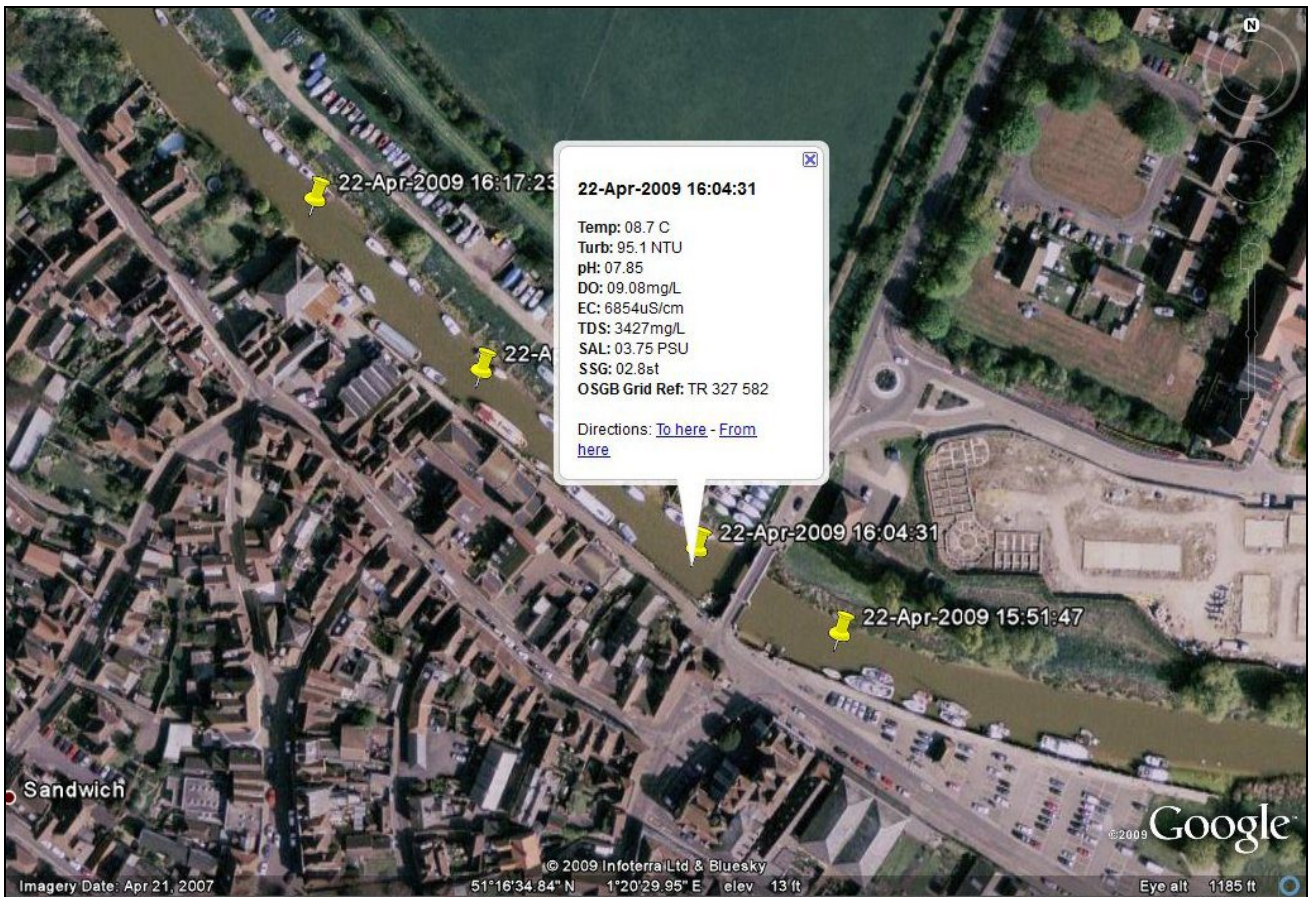 N
22-Apr-2009 16:17:23
22-Apr-2009 16:04:31
Temp: 08.7 C
Turb: 95.1 NTU
pH: 07.85
DO: 09.08mg/L
EC: 6854uS/cm
TDS: 3427mg/L
SAL: 03.75 PSU
SSG: 02.8st
OSGB Grid Ref: TR 327 582
Directions: To here - From
here
22-A
22-Apr-2009 16:04:31
22-Apr-2009 15:51:47
Sandwich
©2009 Google
© 2009 Infoterra Ltd & Bluesky
Imagery Date: Apr 21, 2007 51°16'34.84" N 1°20'29.95" E elev 13 ft Eye alt 1185 ft